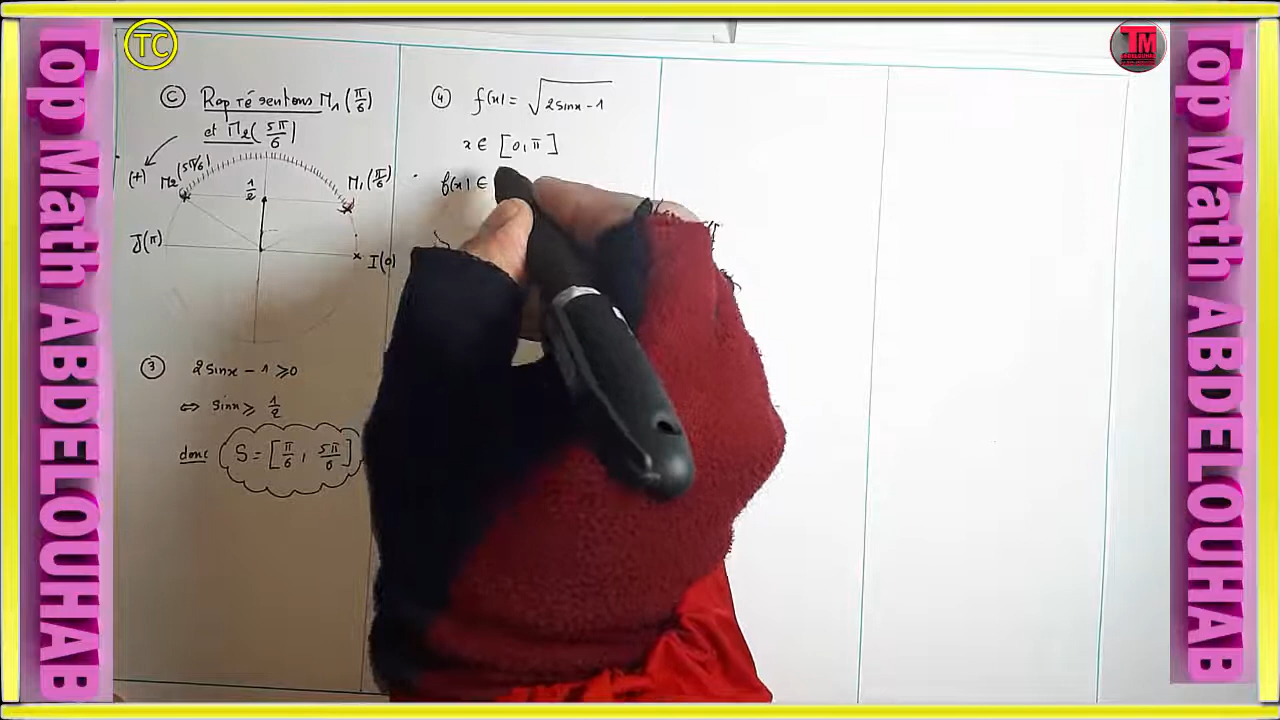 Top Math ABDELOUHAB
TC
TM
Top Math ABDELOUHAB
C Représentons M₁(π/6)
et M₂(5π/6)
(+)
M₂(5π/6)
1/2
M₁(π/6)
J(π)
I(0)
3 2sinx - 1 ⩾ 0
⇔ sinx ⩾ 1/2
donc S = [π/6, 5π/6]
4 f(x) = √(2sinx - 1)
x ∈ [0, π]
f(x) ∈